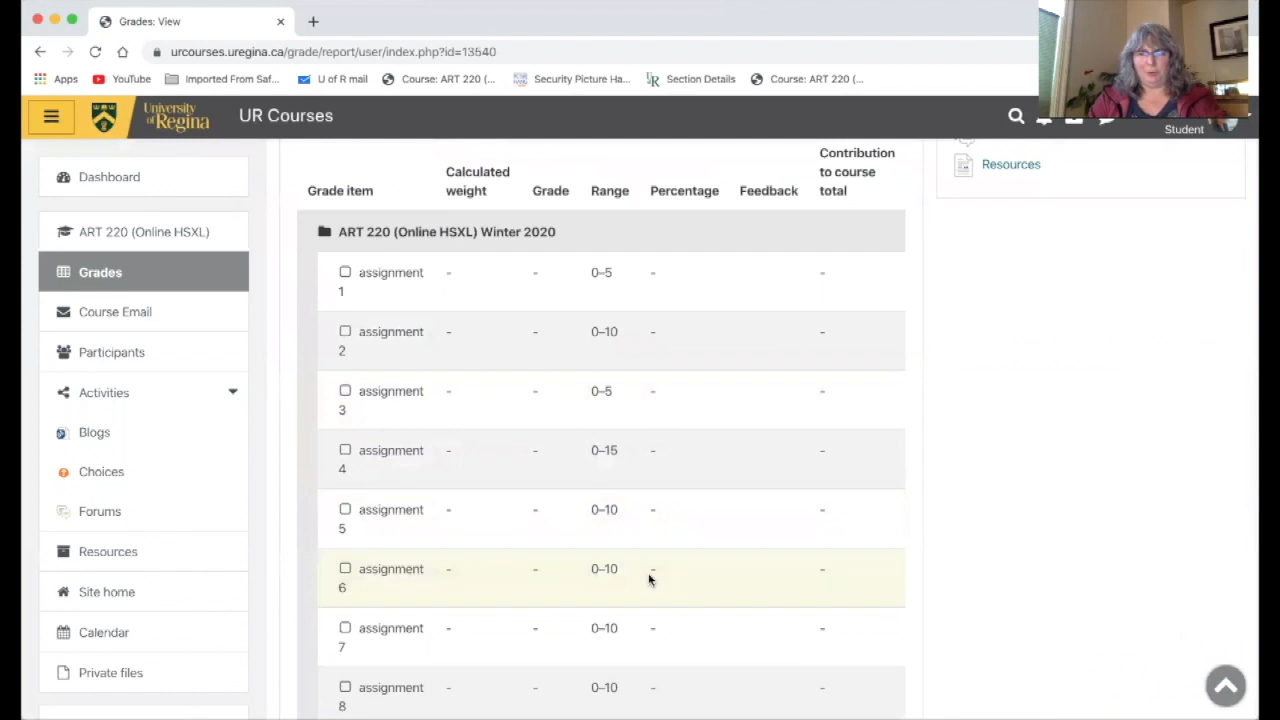 Grades: View
urcourses.uregina.ca/grade/report/user/index.php?id=13540
Apps YouTube Imported From Saf... U of R mail Course: ART 220 (... Security Picture Ha... Section Details Course: ART 220 (...
University of Regina
UR Courses
Student
Dashboard
ART 220 (Online HSXL)
Grades
Course Email
Participants
Activities
Blogs
Choices
Forums
Resources
Site home
Calendar
Private files
Grade item Calculated weight Grade Range Percentage Feedback Contribution to course total
ART 220 (Online HSXL) Winter 2020
assignment 1 - - 0–5 - -
assignment 2 - - 0–10 - -
assignment 3 - - 0–5 - -
assignment 4 - - 0–15 - -
assignment 5 - - 0–10 - -
assignment 6 - - 0–10 - -
assignment 7 - - 0–10 - -
assignment 8 - - 0–10 - -
Resources